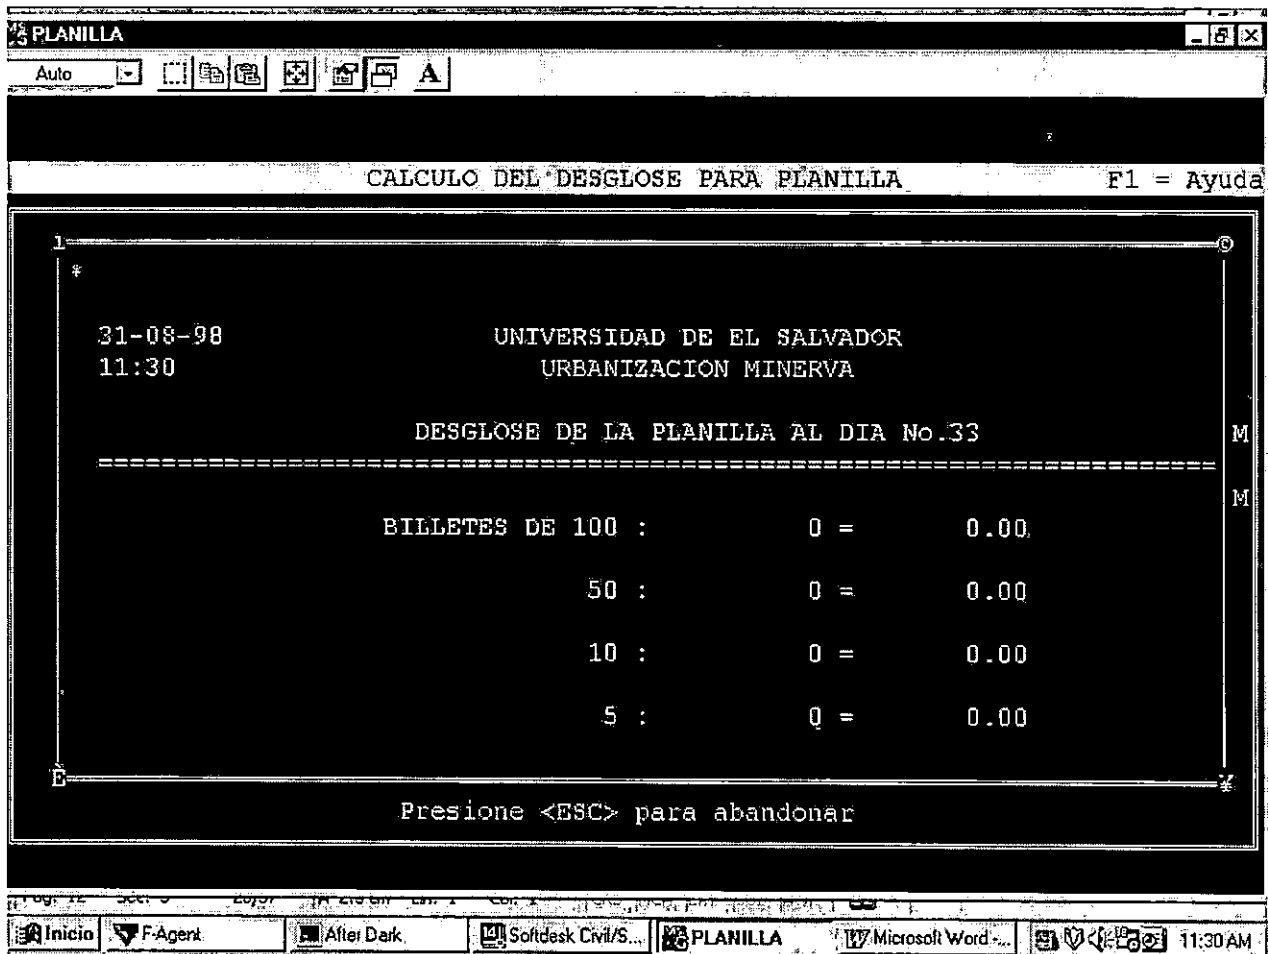 PLANILLA
Auto
A
CALCULO DEL DESGLOSE PARA PLANILLA F1 = Ayuda
*
31-08-98 UNIVERSIDAD DE EL SALVADOR
11:30 URBANIZACION MINERVA
DESGLOSE DE LA PLANILLA AL DIA No.33
M
M
BILLETES DE 100 : 0 = 0.00
50 : 0 = 0.00
10 : 0 = 0.00
5 : 0 = 0.00
Presione <ESC> para abandonar
Inicio F-Agent After Dark Softdesk Civil/S... PLANILLA Microsoft Word -... 11:30 AM